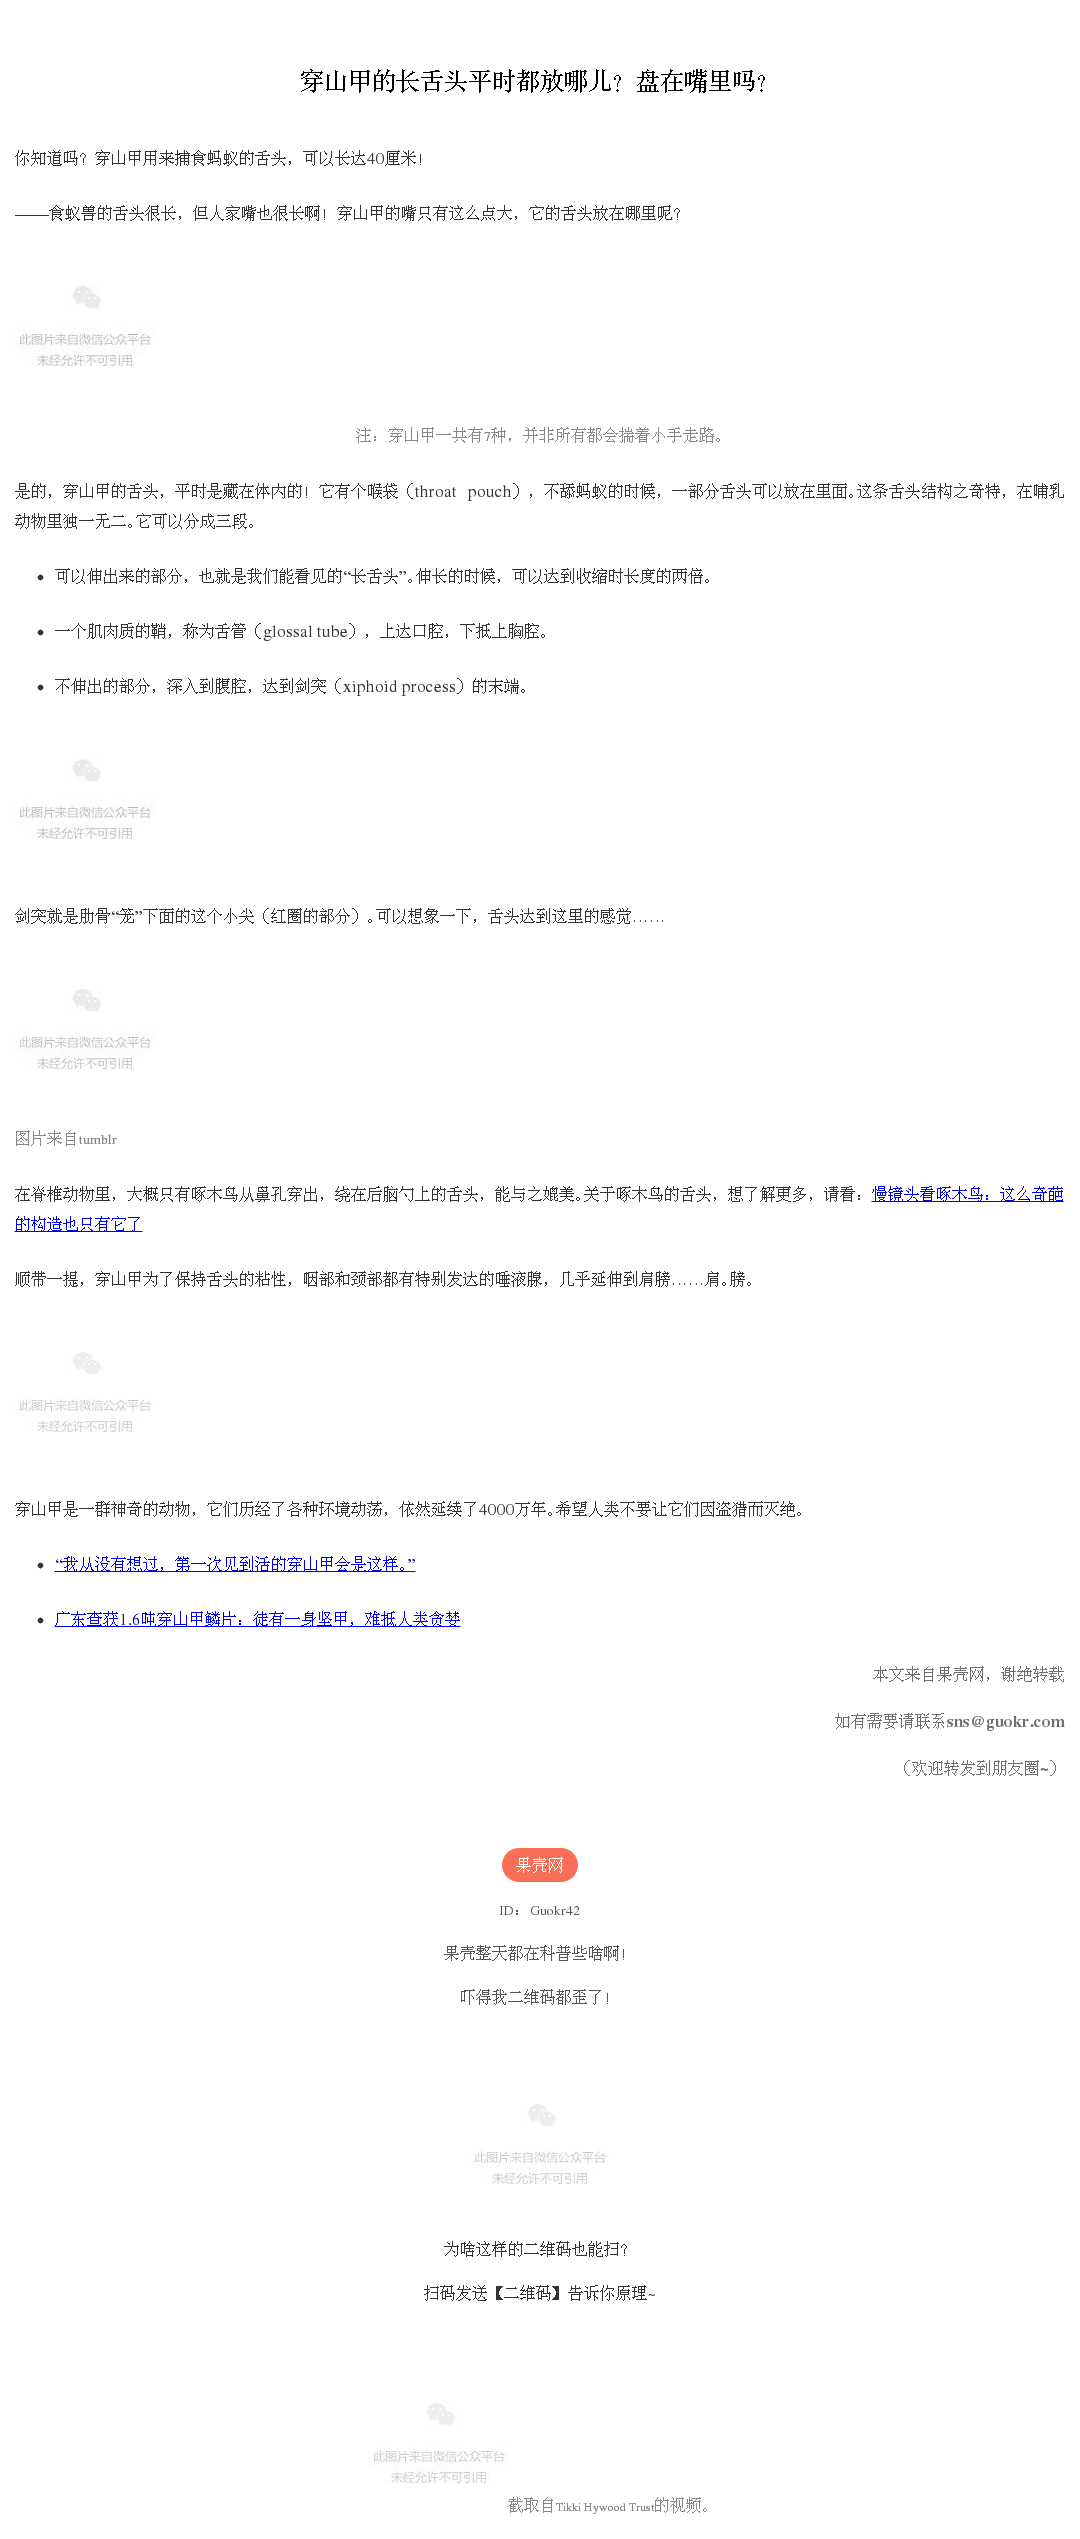 穿山甲的长舌头平时都放哪儿？盘在嘴里吗？
你知道吗？穿山甲用来捕食蚂蚁的舌头，可以长达40厘米！
——食蚁兽的舌头很长，但人家嘴也很长啊！穿山甲的嘴只有这么点大，它的舌头放在哪里呢？
此图片来自微信公众平台
未经允许不可引用
注：穿山甲一共有7种，并非所有都会揣着小手走路。
是的，穿山甲的舌头，平时是藏在体内的！它有个喉袋（throat pouch），不舔蚂蚁的时候，一部分舌头可以放在里面。这条舌头结构之奇特，在哺乳
动物里独一无二。它可以分成三段。
• 可以伸出来的部分，也就是我们能看见的“长舌头”。伸长的时候，可以达到收缩时长度的两倍。
• 一个肌肉质的鞘，称为舌管（glossal tube），上达口腔，下抵上胸腔。
• 不伸出的部分，深入到腹腔，达到剑突（xiphoid process）的末端。
此图片来自微信公众平台
未经允许不可引用
剑突就是肋骨“笼”下面的这个小尖（红圈的部分）。可以想象一下，舌头达到这里的感觉……
此图片来自微信公众平台
未经允许不可引用
图片来自tumblr
在脊椎动物里，大概只有啄木鸟从鼻孔穿出，绕在后脑勺上的舌头，能与之媲美。关于啄木鸟的舌头，想了解更多，请看：慢镜头看啄木鸟：这么奇葩
的构造也只有它了
顺带一提，穿山甲为了保持舌头的粘性，咽部和颈部都有特别发达的唾液腺，几乎延伸到肩膀……肩。膀。
此图片来自微信公众平台
未经允许不可引用
穿山甲是一群神奇的动物，它们历经了各种环境动荡，依然延续了4000万年。希望人类不要让它们因盗猎而灭绝。
• “我从没有想过，第一次见到活的穿山甲会是这样。”
• 广东查获1.6吨穿山甲鳞片：徒有一身坚甲，难抵人类贪婪
本文来自果壳网，谢绝转载
如有需要请联系sns@guokr.com
（欢迎转发到朋友圈~）
果壳网
ID： Guokr42
果壳整天都在科普些啥啊！
吓得我二维码都歪了！
此图片来自微信公众平台
未经允许不可引用
为啥这样的二维码也能扫？
扫码发送【二维码】告诉你原理~
此图片来自微信公众平台
未经允许不可引用
截取自Tikki Hywood Trust的视频。